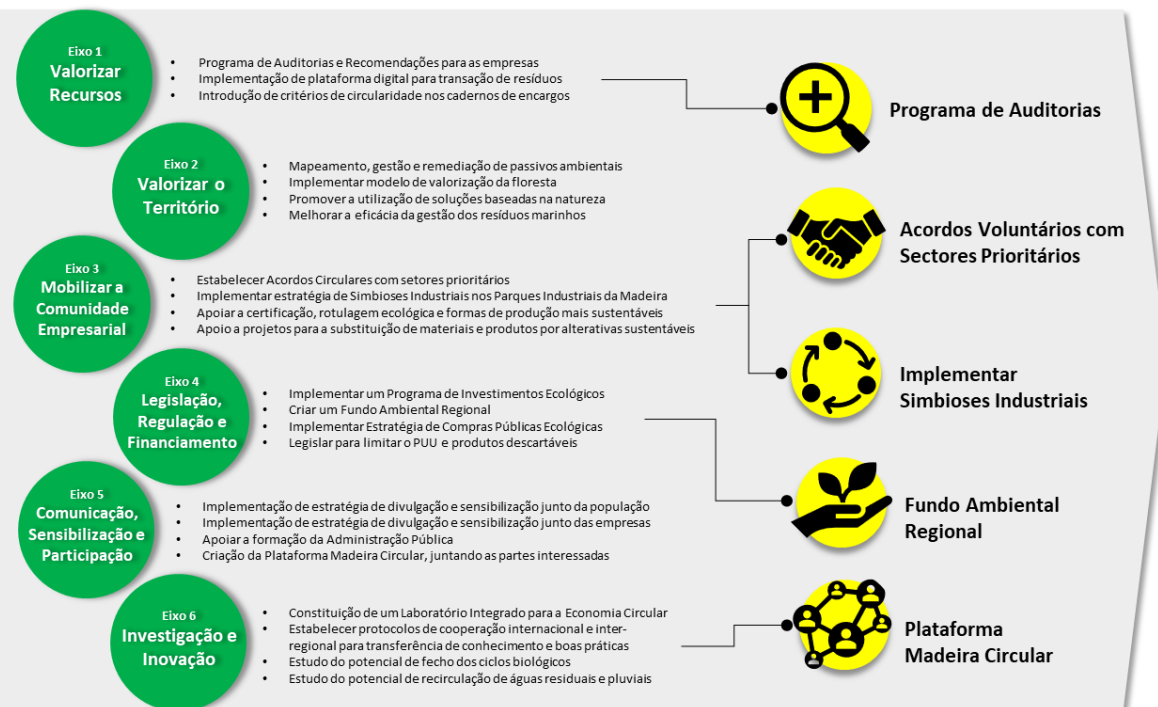 Eixo 1
Valorizar
Recursos
• Programa de Auditorias e Recomendações para as empresas
• Implementação de plataforma digital para transação de resíduos
• Introdução de critérios de circularidade nos cadernos de encargos
Programa de Auditorias
Eixo 2
Valorizar o
Território
• Mapeamento, gestão e remediação de passivos ambientais
• Implementar modelo de valorização da floresta
• Promover a utilização de soluções baseadas na natureza
• Melhorar a eficácia da gestão dos resíduos marinhos
Acordos Voluntários com
Sectores Prioritários
Eixo 3
Mobilizar a
Comunidade
Empresarial
• Estabelecer Acordos Circulares com setores prioritários
• Implementar estratégia de Simbioses Industriais nos Parques Industriais da Madeira
• Apoiar a certificação, rotulagem ecológica e formas de produção mais sustentáveis
• Apoio a projetos para a substituição de materiais e produtos por alterativas sustentáveis
Implementar
Simbioses Industriais
Eixo 4
Legislação,
Regulação e
Financiamento
• Implementar um Programa de Investimentos Ecológicos
• Criar um Fundo Ambiental Regional
• Implementar Estratégia de Compras Públicas Ecológicas
• Legislar para limitar o PUU e produtos descartáveis
Fundo Ambiental
Regional
Eixo 5
Comunicação,
Sensibilização e
Participação
• Implementação de estratégia de divulgação e sensibilização junto da população
• Implementação de estratégia de divulgação e sensibilização junto das empresas
• Apoiar a formação da Administração Pública
• Criação da Plataforma Madeira Circular, juntando as partes interessadas
Eixo 6
Investigação e
Inovação
• Constituição de um Laboratório Integrado para a Economia Circular
• Estabelecer protocolos de cooperação internacional e inter-
regional para transferência de conhecimento e boas práticas
• Estudo do potencial de fecho dos ciclos biológicos
• Estudo do potencial de recirculação de águas residuais e pluviais
Plataforma
Madeira Circular